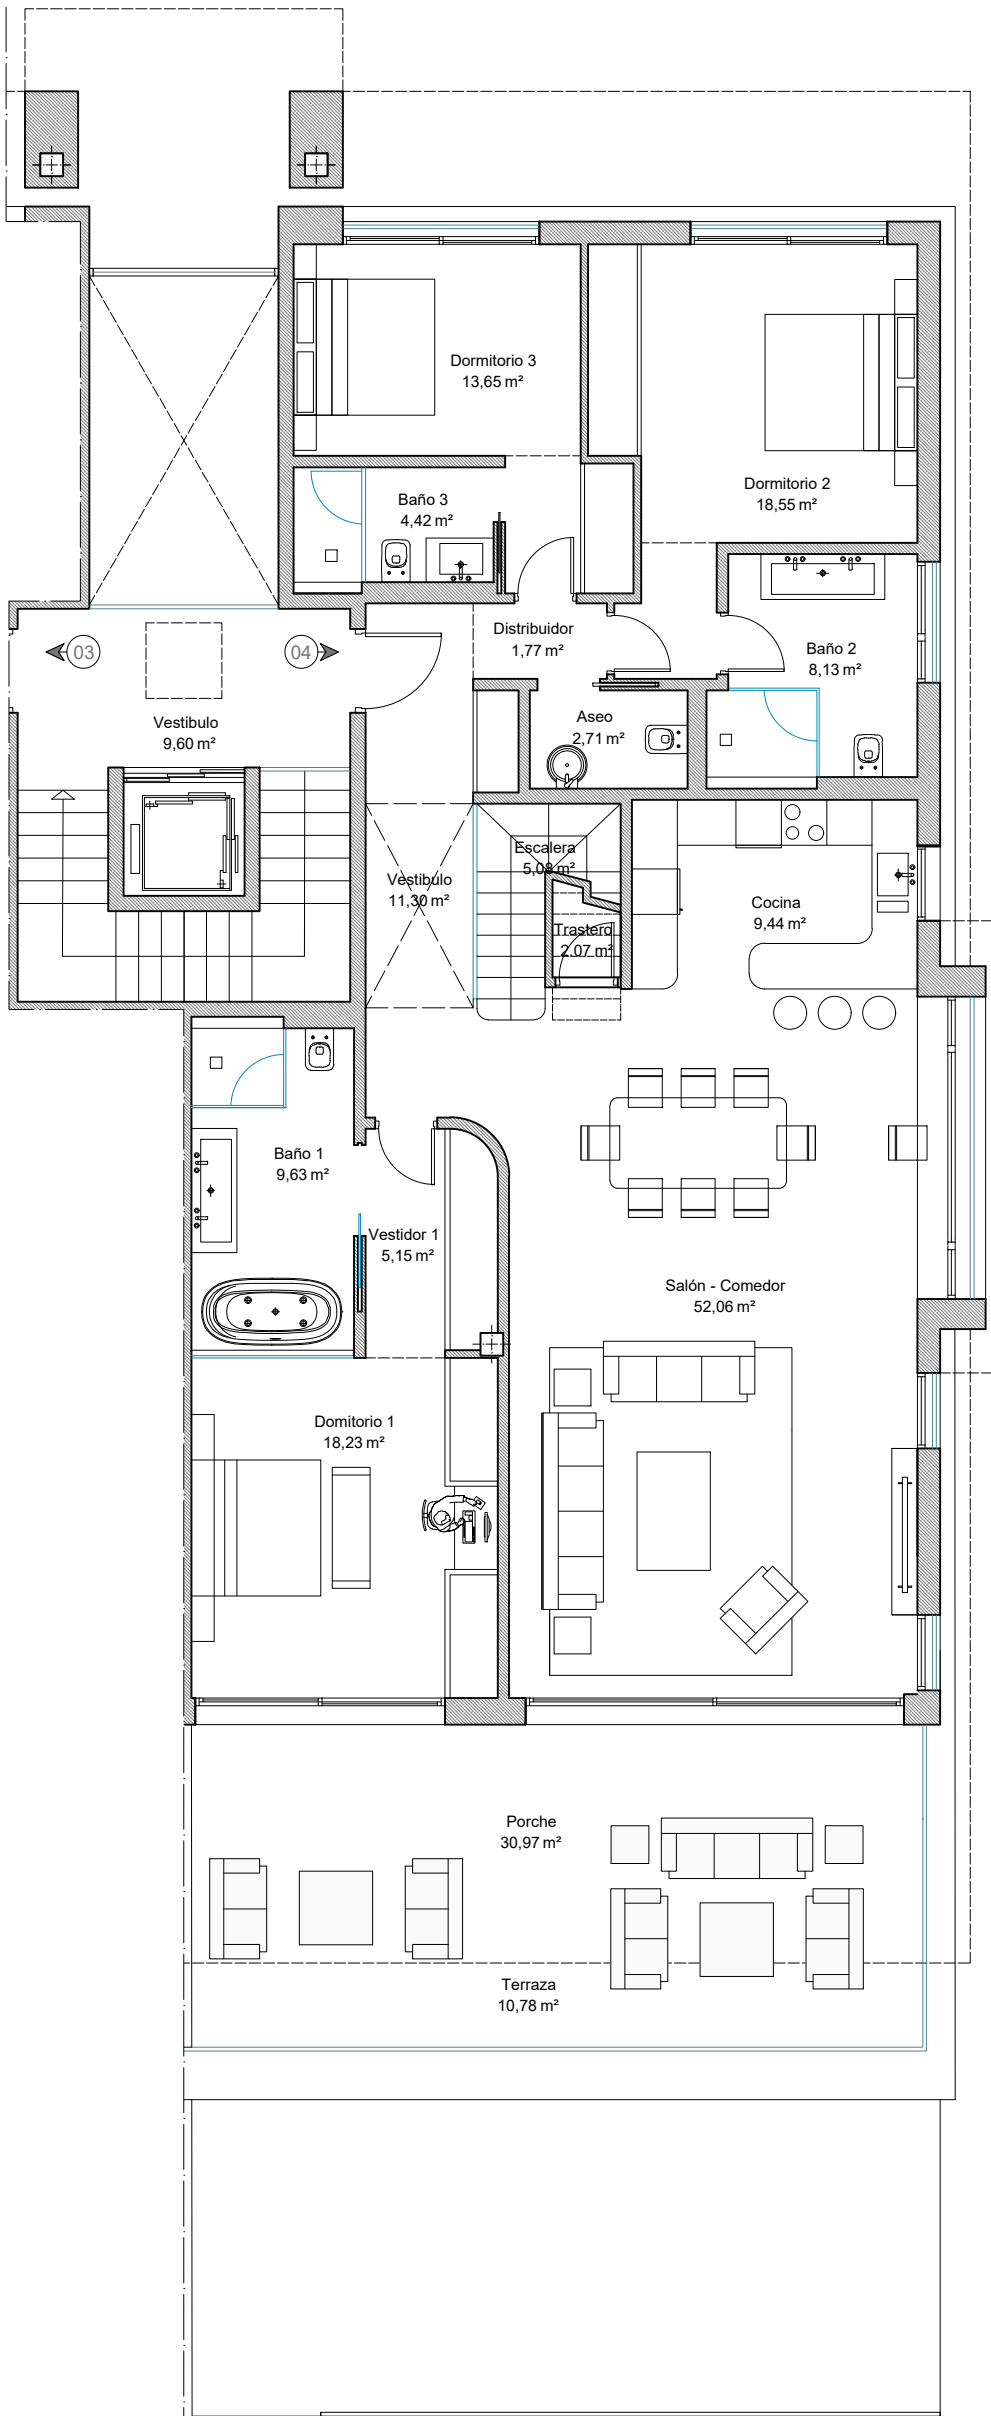 Dormitorio 3
13,65 m²
Dormitorio 2
18,55 m²
Baño 3
4,42 m²
Distribuidor
1,77 m²
Baño 2
8,13 m²
03
04
Vestibulo
9,60 m²
Aseo
2,71 m²
Escalera
5,08 m²
Vestibulo
11,30 m²
Trastero
2,07 m²
Cocina
9,44 m²
Baño 1
9,63 m²
Vestidor 1
5,15 m²
Salón - Comedor
52,06 m²
Domitorio 1
18,23 m²
Porche
30,97 m²
Terraza
10,78 m²